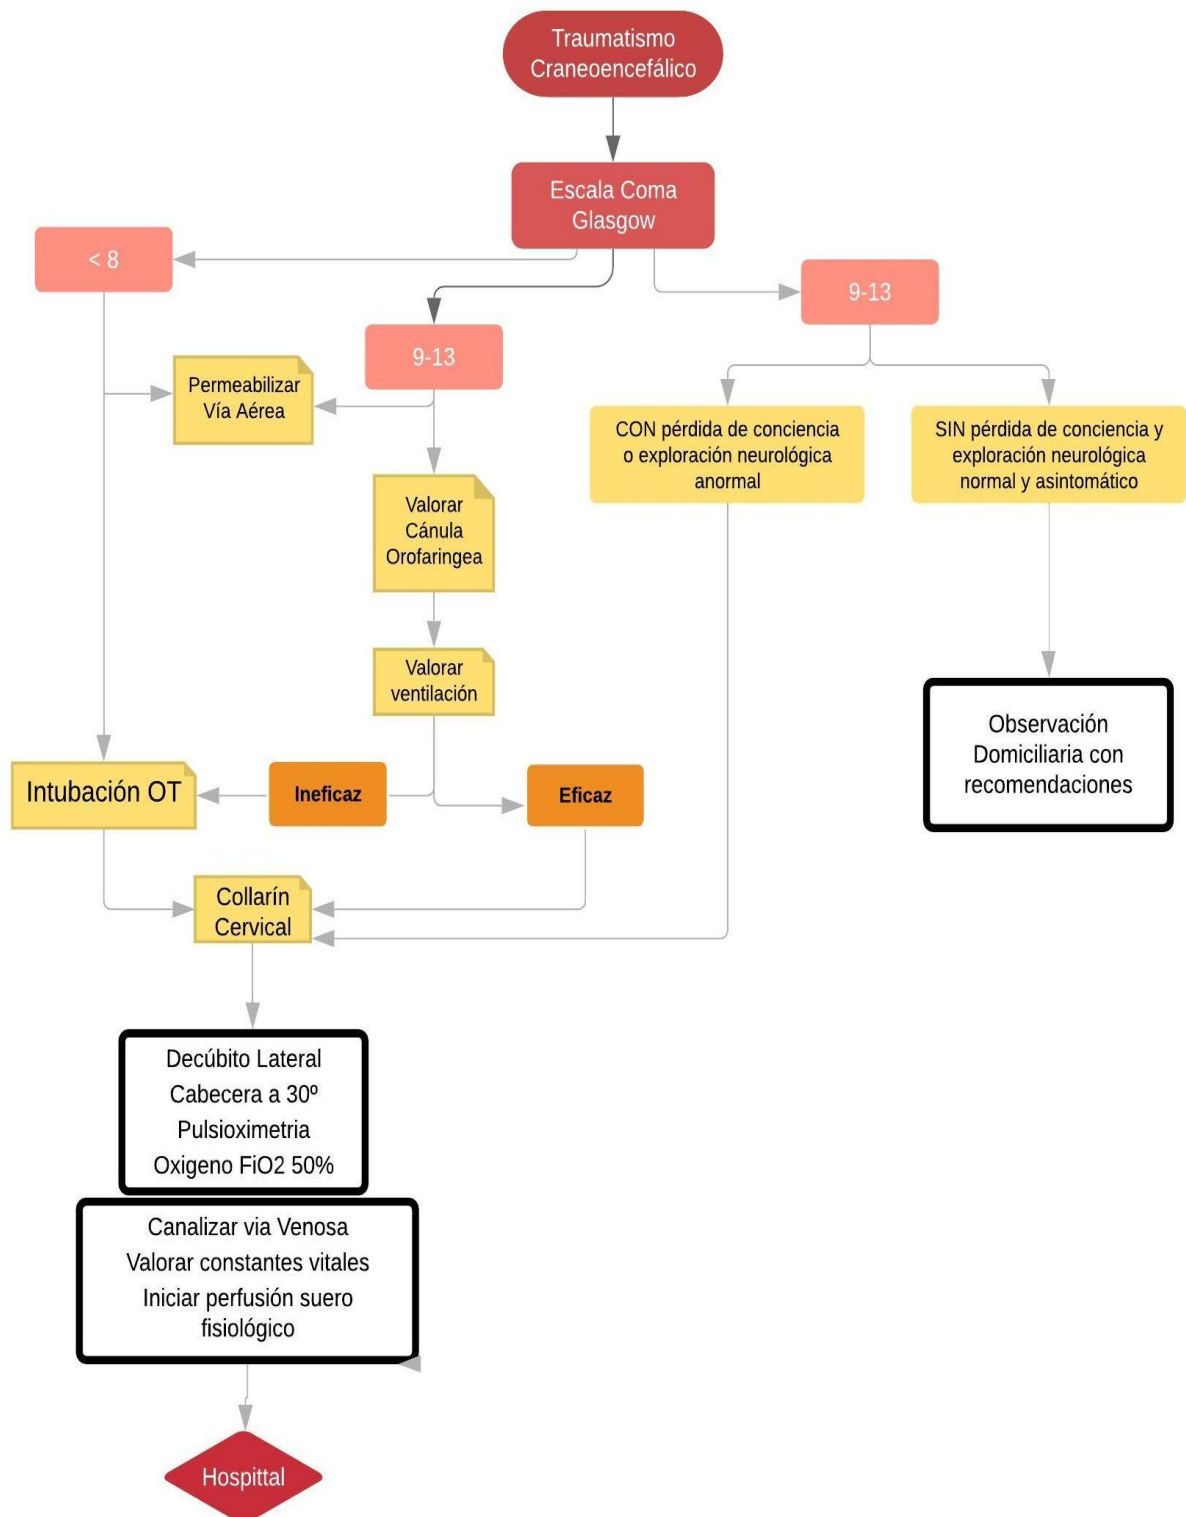 Traumatismo
Craneoencefálico
Escala Coma
Glasgow
< 8
9-13
9-13
Permeabilizar
Vía Aérea
CON pérdida de conciencia
o exploración neurológica
anormal
SIN pérdida de conciencia y
exploración neurológica
normal y asintomático
Valorar
Cánula
Orofaringea
Valorar
ventilación
Observación
Domiciliaria con
recomendaciones
Intubación OT
Ineficaz
Eficaz
Collarín
Cervical
Decúbito Lateral
Cabecera a 30º
Pulsioximetria
Oxigeno FiO2 50%
Canalizar via Venosa
Valorar constantes vitales
Iniciar perfusión suero
fisiológico
Hospittal